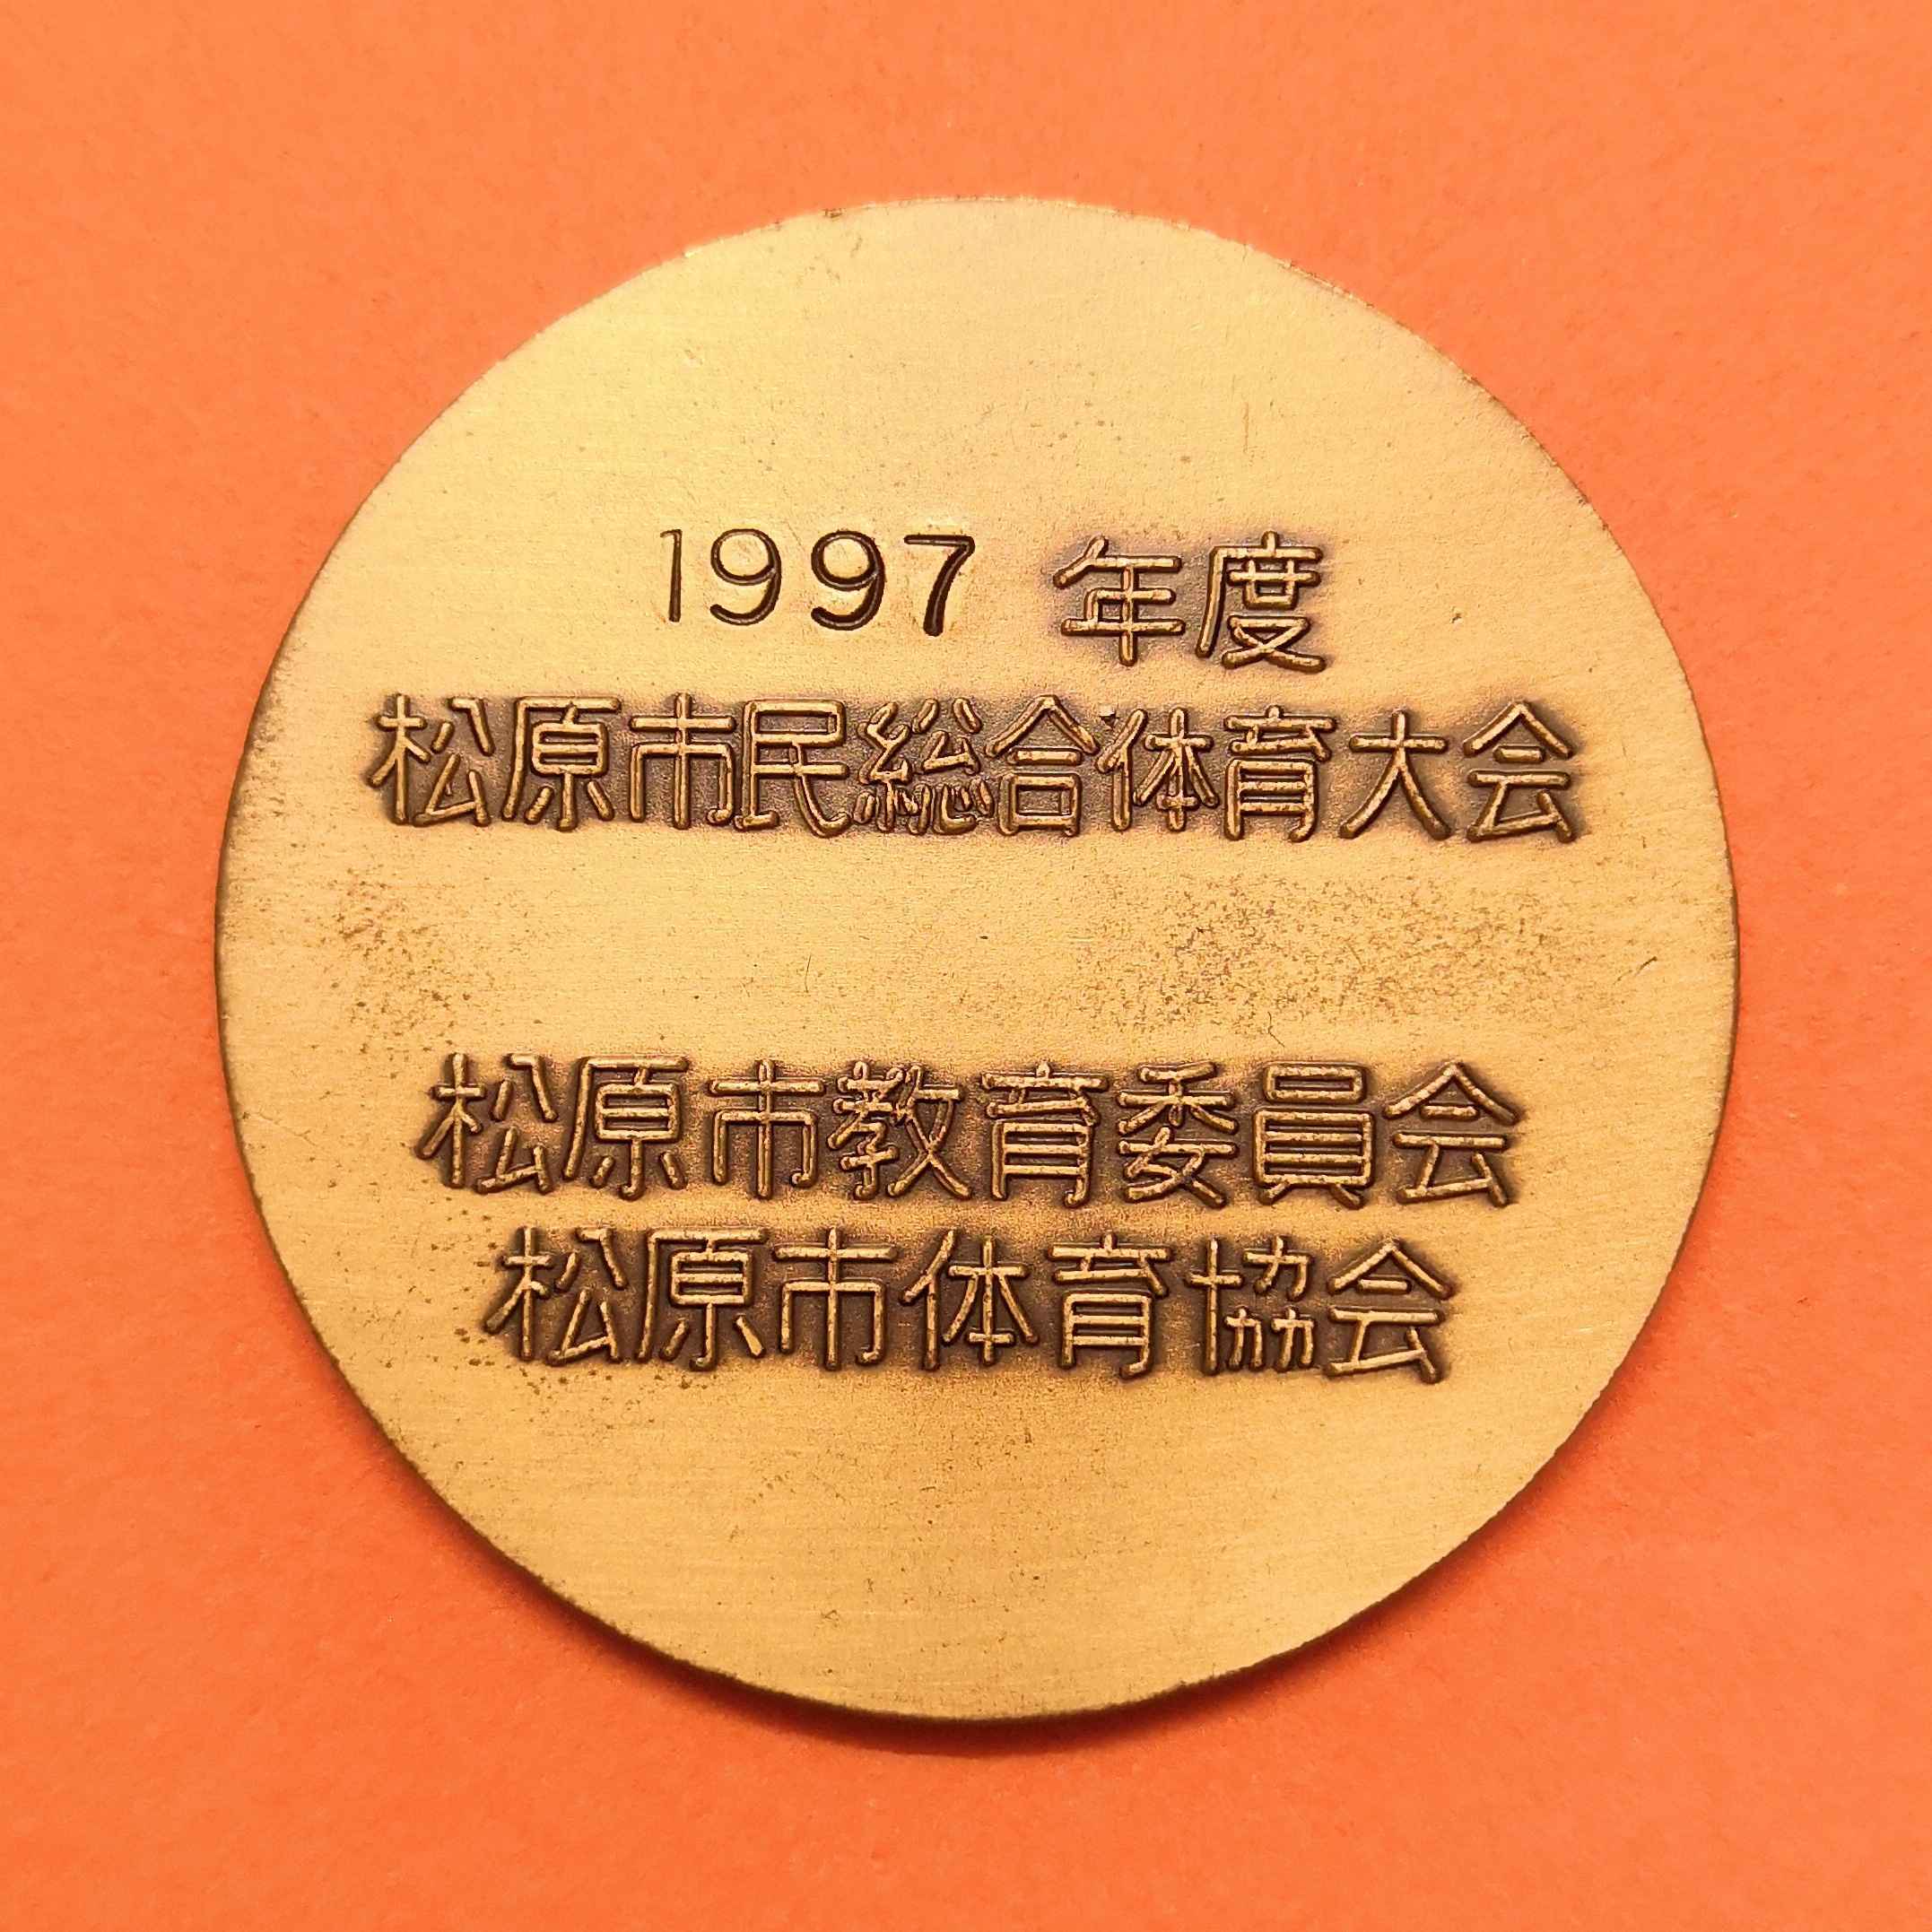 1997 年度
松原市民総合体育大会
松原市教育委員会
松原市体育協会